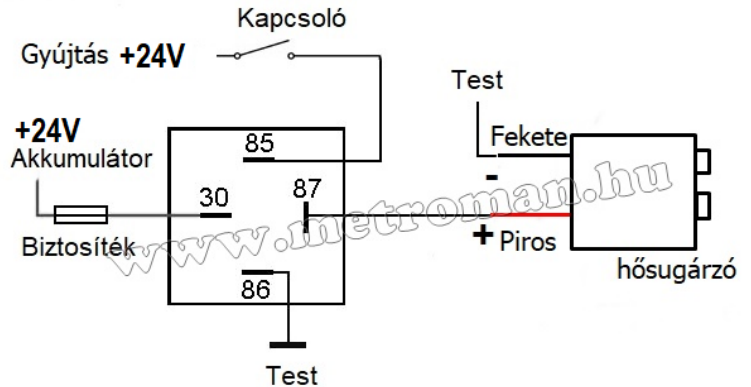 Kapcsoló
Gyújtás +24V
+24V
Akkumulátor
Biztosíték
85
30
87
86
Test
Test
Fekete
-
+ Piros
hősugárzó
www.metroman.hu